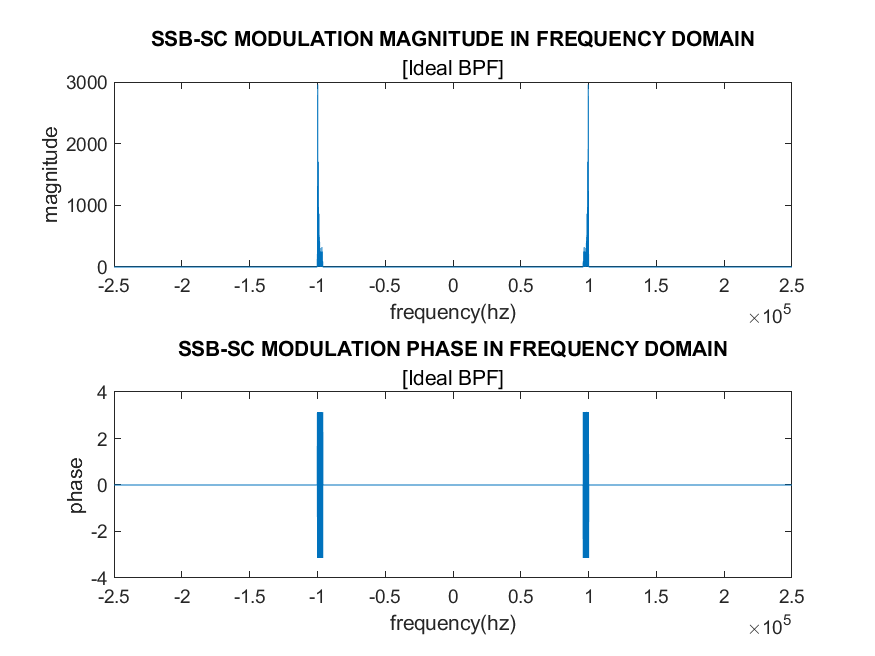 SSB-SC MODULATION MAGNITUDE IN FREQUENCY DOMAIN
[Ideal BPF]
3000
2000
1000
0
magnitude
-2.5 -2 -1.5 -1 -0.5 0 0.5 1 1.5 2 2.5
frequency(hz)
×10^5
SSB-SC MODULATION PHASE IN FREQUENCY DOMAIN
[Ideal BPF]
4
2
0
-2
-4
phase
-2.5 -2 -1.5 -1 -0.5 0 0.5 1 1.5 2 2.5
frequency(hz)
×10^5